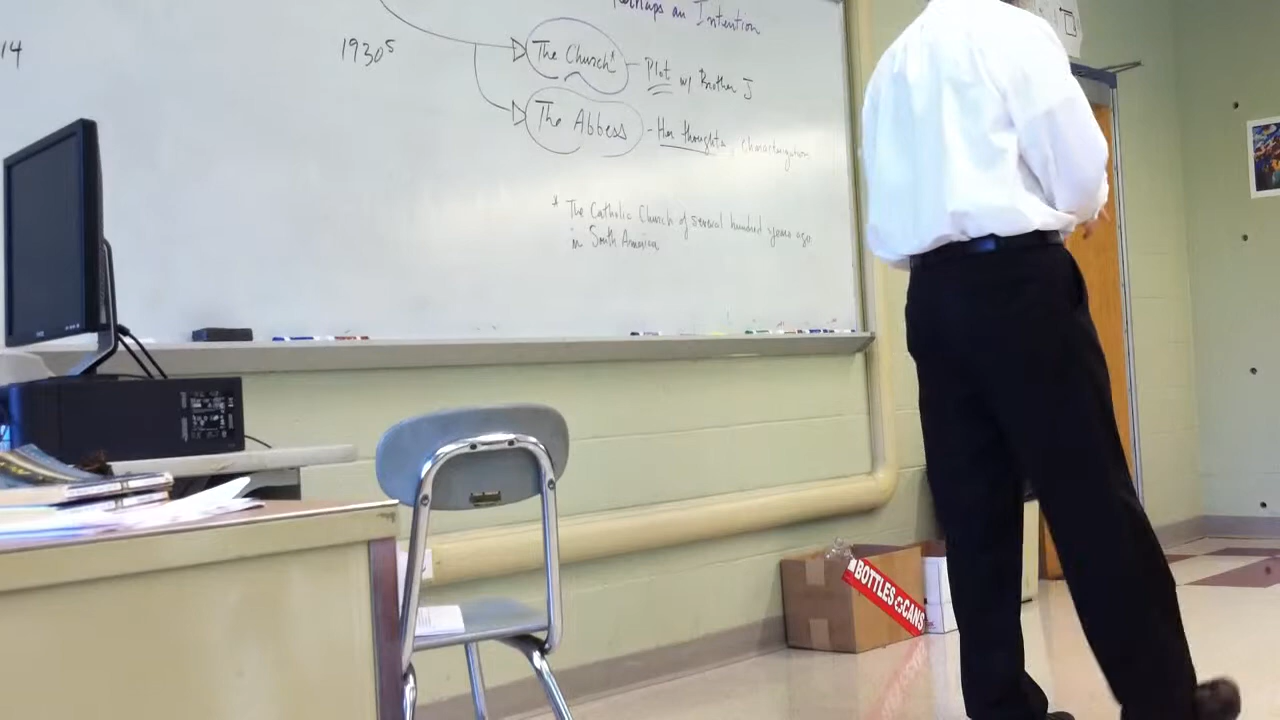 Perhaps an Intention
14
1930s
The Church* - Plot w/ Brother J
The Abbess - Her thoughts, characterization
* The Catholic Church of several hundred years ago
in South America
BOTTLES & CANS